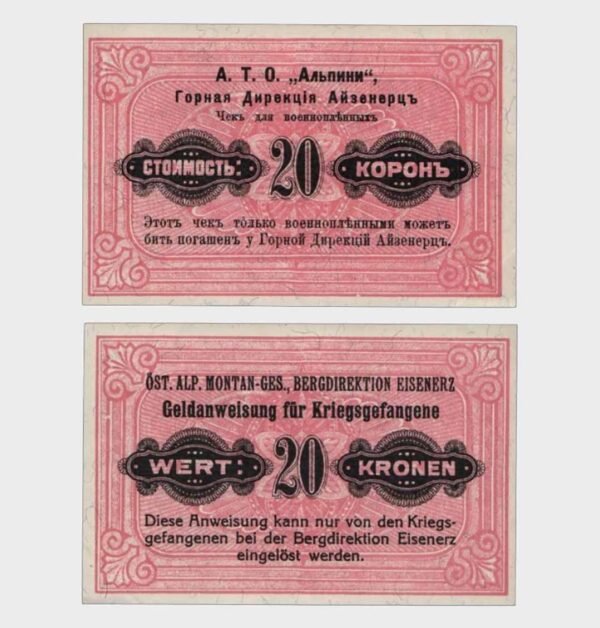 А. Т. О. „Альпини“,
Горная Дирекція Айзенерцъ
Чекъ для военноплѣнныхъ
СТОИМОСТЬ: 20 КОРОНЪ
Этотъ чекъ только военноплѣнными можетъ
бить погашенъ у Горной Дирекцій Айзенерцъ.
ÖST. ALP. MONTAN-GES., BERGDIREKTION EISENERZ
Geldanweisung für Kriegsgefangene
WERT: 20 KRONEN
Diese Anweisung kann nur von den Kriegs-
gefangenen bei der Bergdirektion Eisenerz
eingelöst werden.